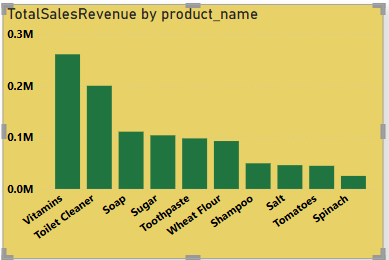 TotalSalesRevenue by product_name
0.3M
0.2M
0.1M
0.0M
Vitamins
Toilet Cleaner
Soap
Sugar
Toothpaste
Wheat Flour
Shampoo
Salt
Tomatoes
Spinach